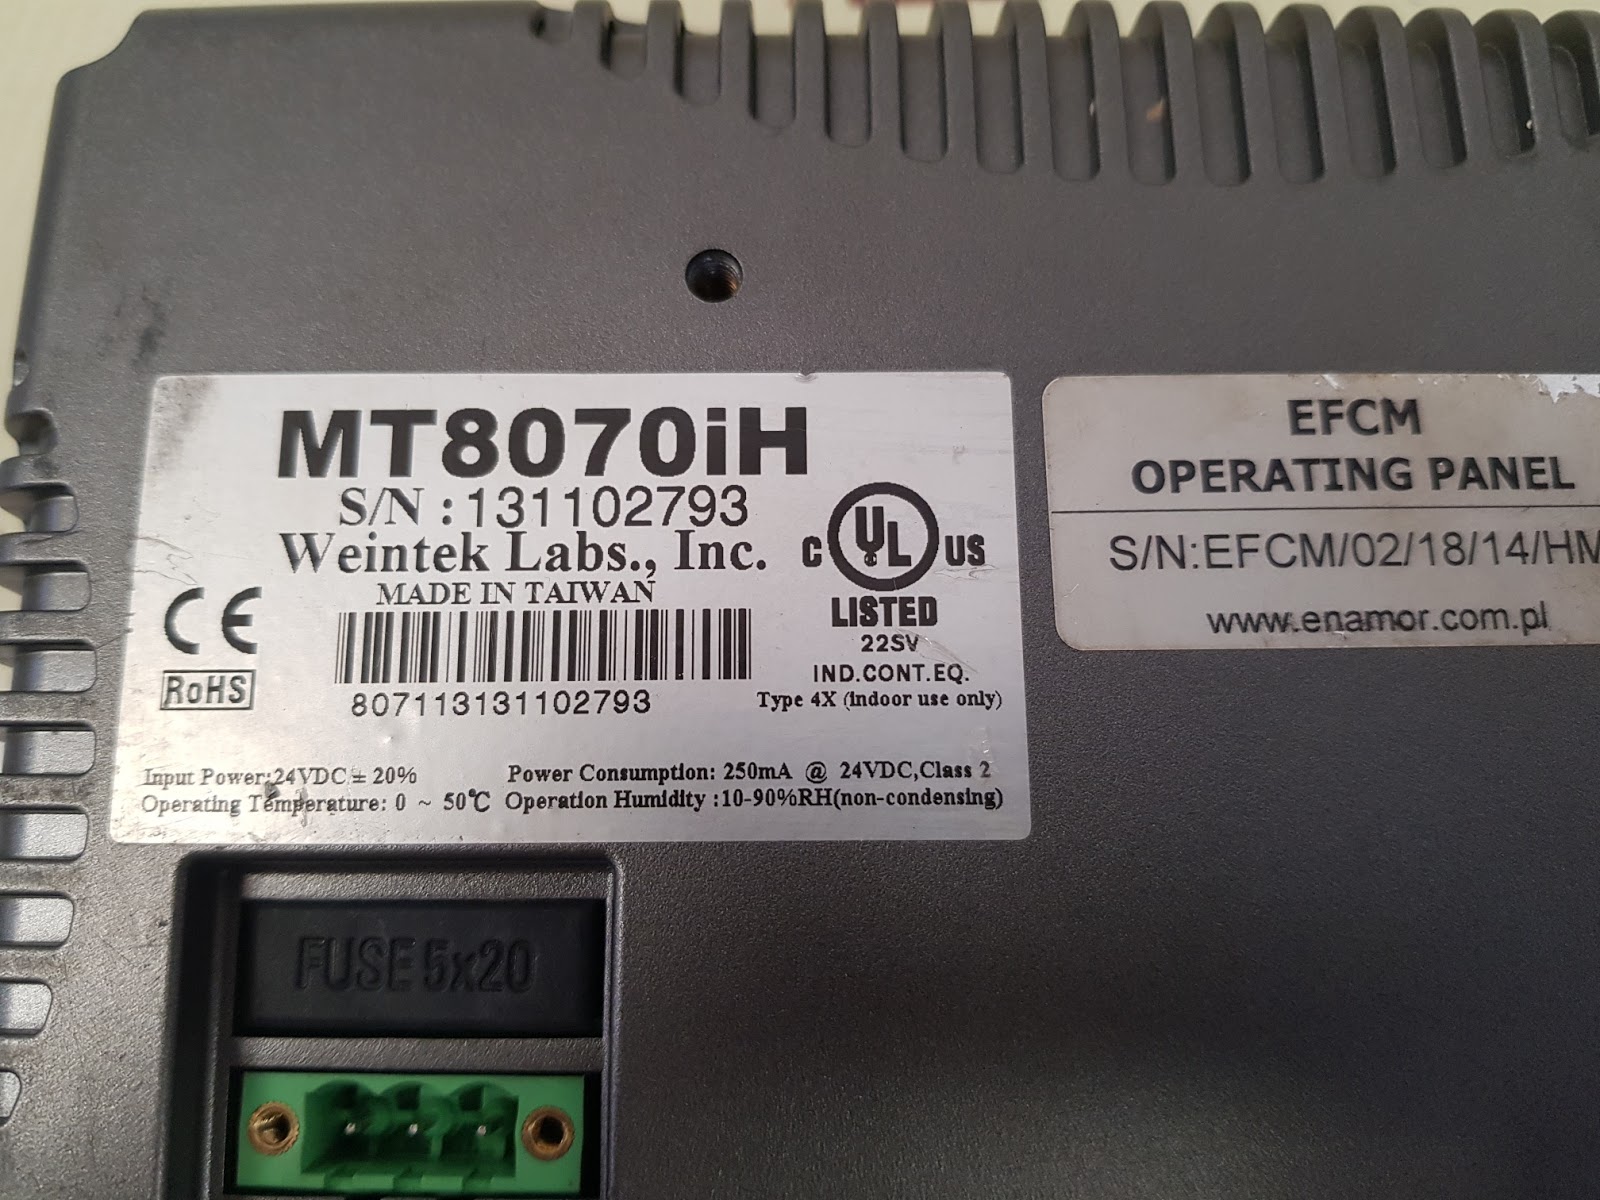 MT8070iH
S/N : 131102793
Weintek Labs., Inc.
MADE IN TAIWAN
CE
RoHS
807113131102793
C UL US
LISTED
22SV
IND.CONT.EQ.
Type 4X (indoor use only)
Input Power:24VDC ± 20% Power Consumption: 250mA @ 24VDC,Class 2
Operating Temperature: 0 ~ 50℃ Operation Humidity :10-90%RH(non-condensing)
EFCM
OPERATING PANEL
S/N:EFCM/02/18/14/HM
www.enamor.com.pl
FUSE 5x20